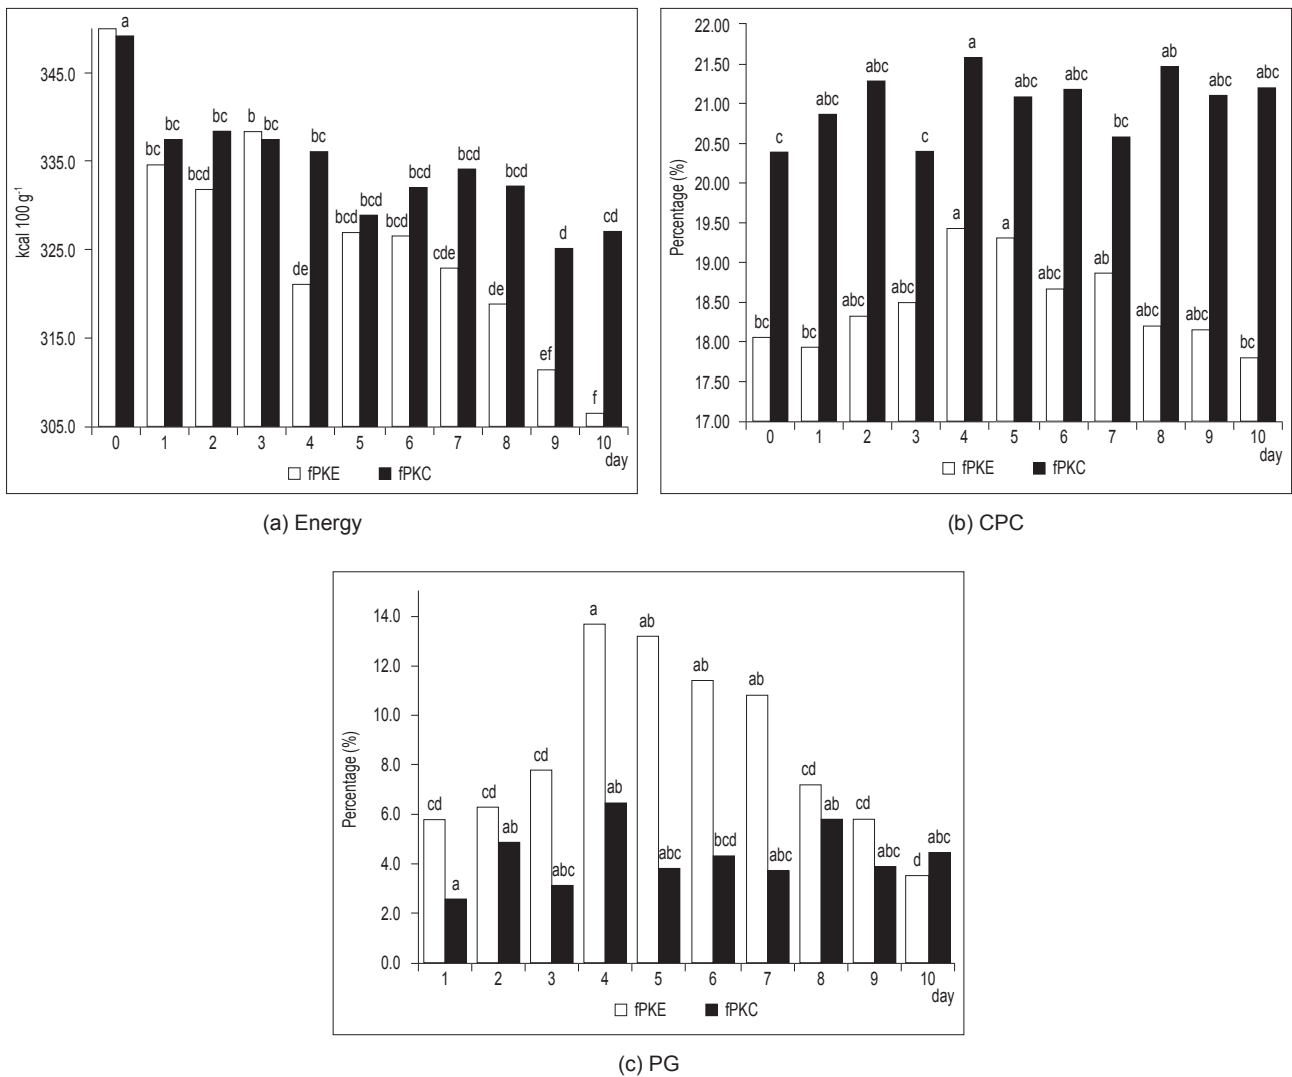 a
345.0
bc
bc
b
bc
bc
bc
335.0
bcd
bcd
bcd
bcd
bcd
bcd
kcal 100 g-1
325.0
de
cde
de
d
cd
315.0
ef
f
305.0
0 1 2 3 4 5 6 7 8 9 10
day
fPKE fPKC
(a) Energy
22.00
21.50
21.00
20.50
20.00
19.50
19.00
18.50
18.00
17.50
17.00
Percentage (%)
bc c
bc abc
abc abc
abc c
a a
a abc
abc abc
ab bc
abc ab
abc abc
bc abc
0 1 2 3 4 5 6 7 8 9 10
day
fPKE fPKC
(b) CPC
14.0
12.0
10.0
8.0
6.0
4.0
2.0
0.0
Percentage (%)
cd a
cd ab
cd abc
a ab
ab abc
ab bcd
ab abc
cd ab
cd abc
d abc
1 2 3 4 5 6 7 8 9 10
day
fPKE fPKC
(c) PG